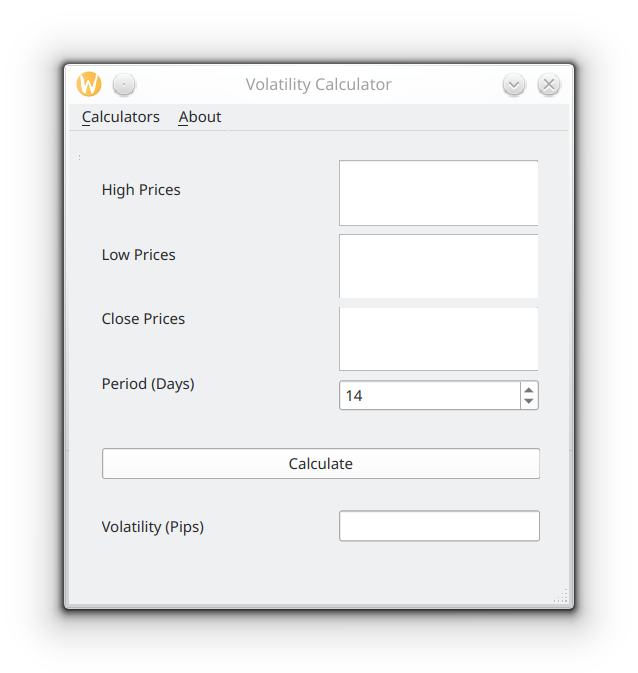 Volatility Calculator
Calculators About
High Prices
Low Prices
Close Prices
Period (Days) 14
Calculate
Volatility (Pips)